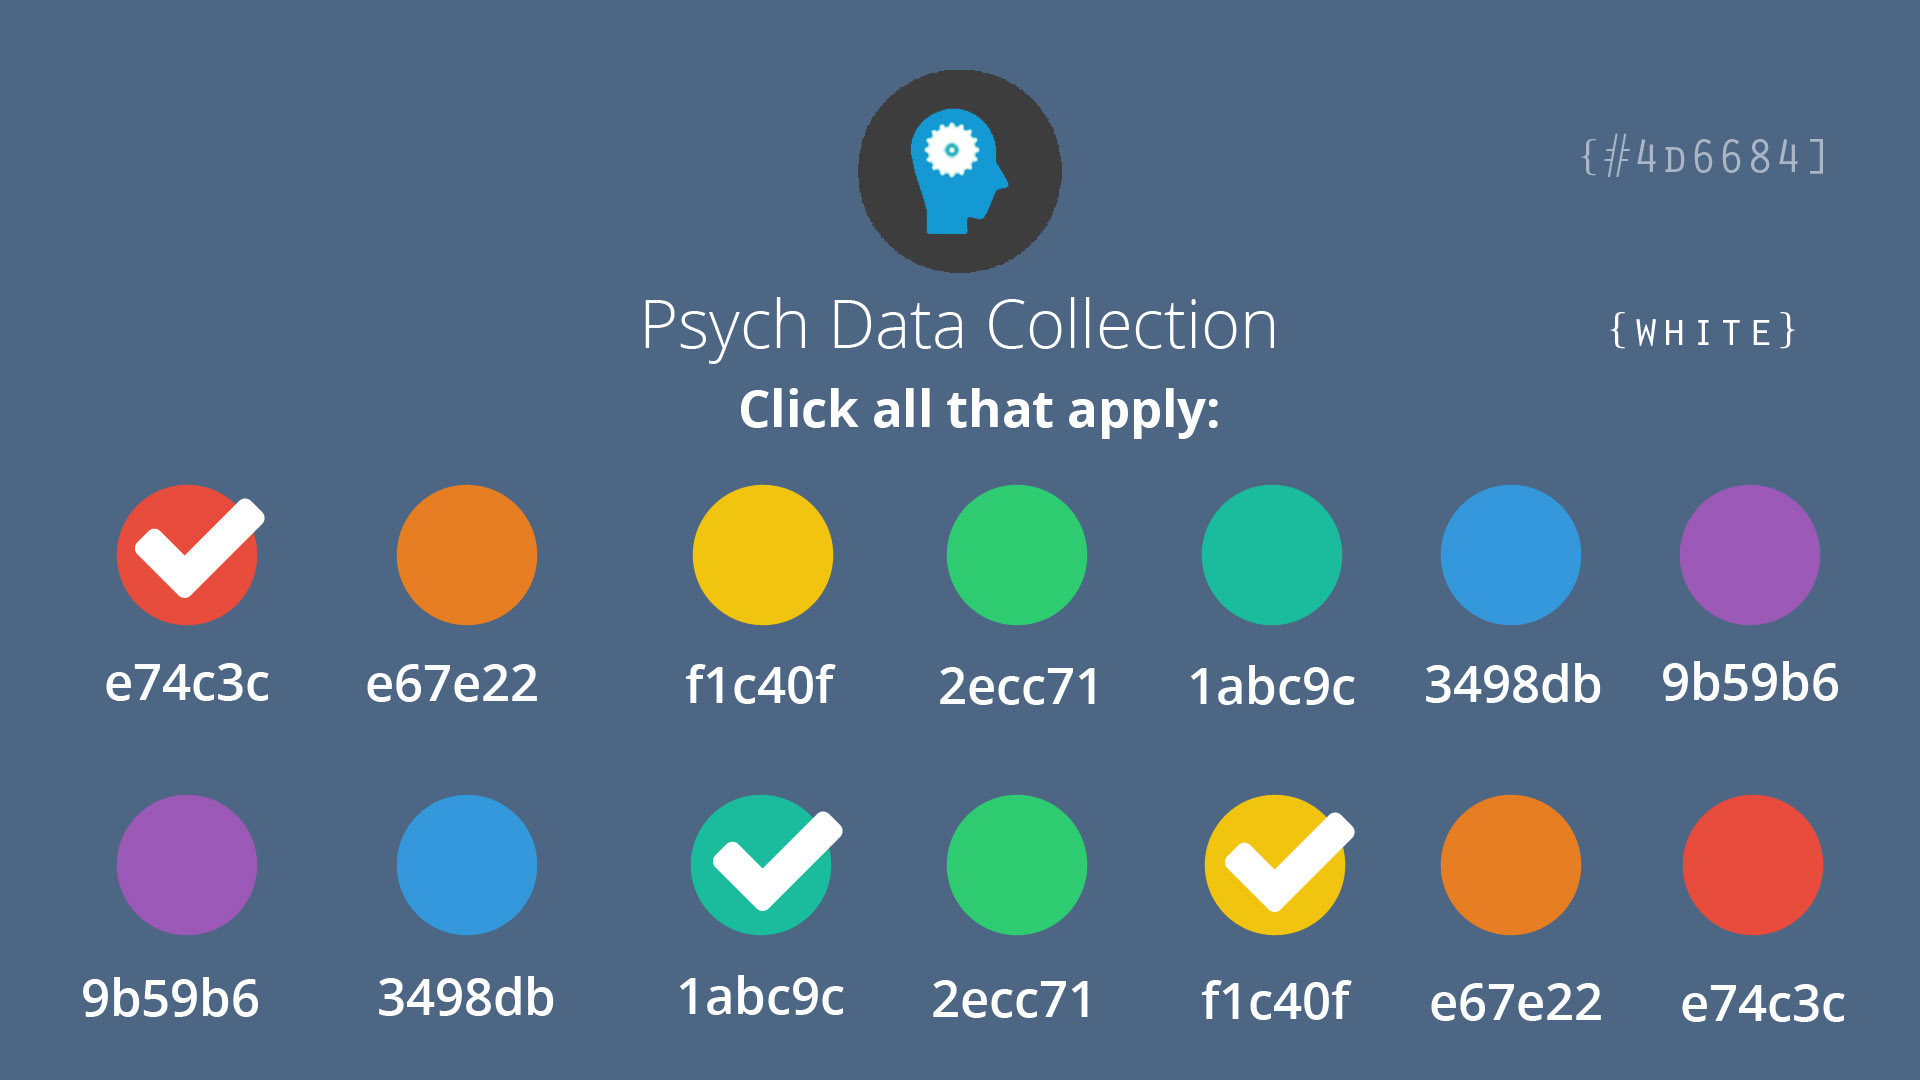 {#4D6684]
Psych Data Collection
{WHITE}
Click all that apply:
e74c3c e67e22 f1c40f 2ecc71 1abc9c 3498db 9b59b6
9b59b6 3498db 1abc9c 2ecc71 f1c40f e67e22 e74c3c